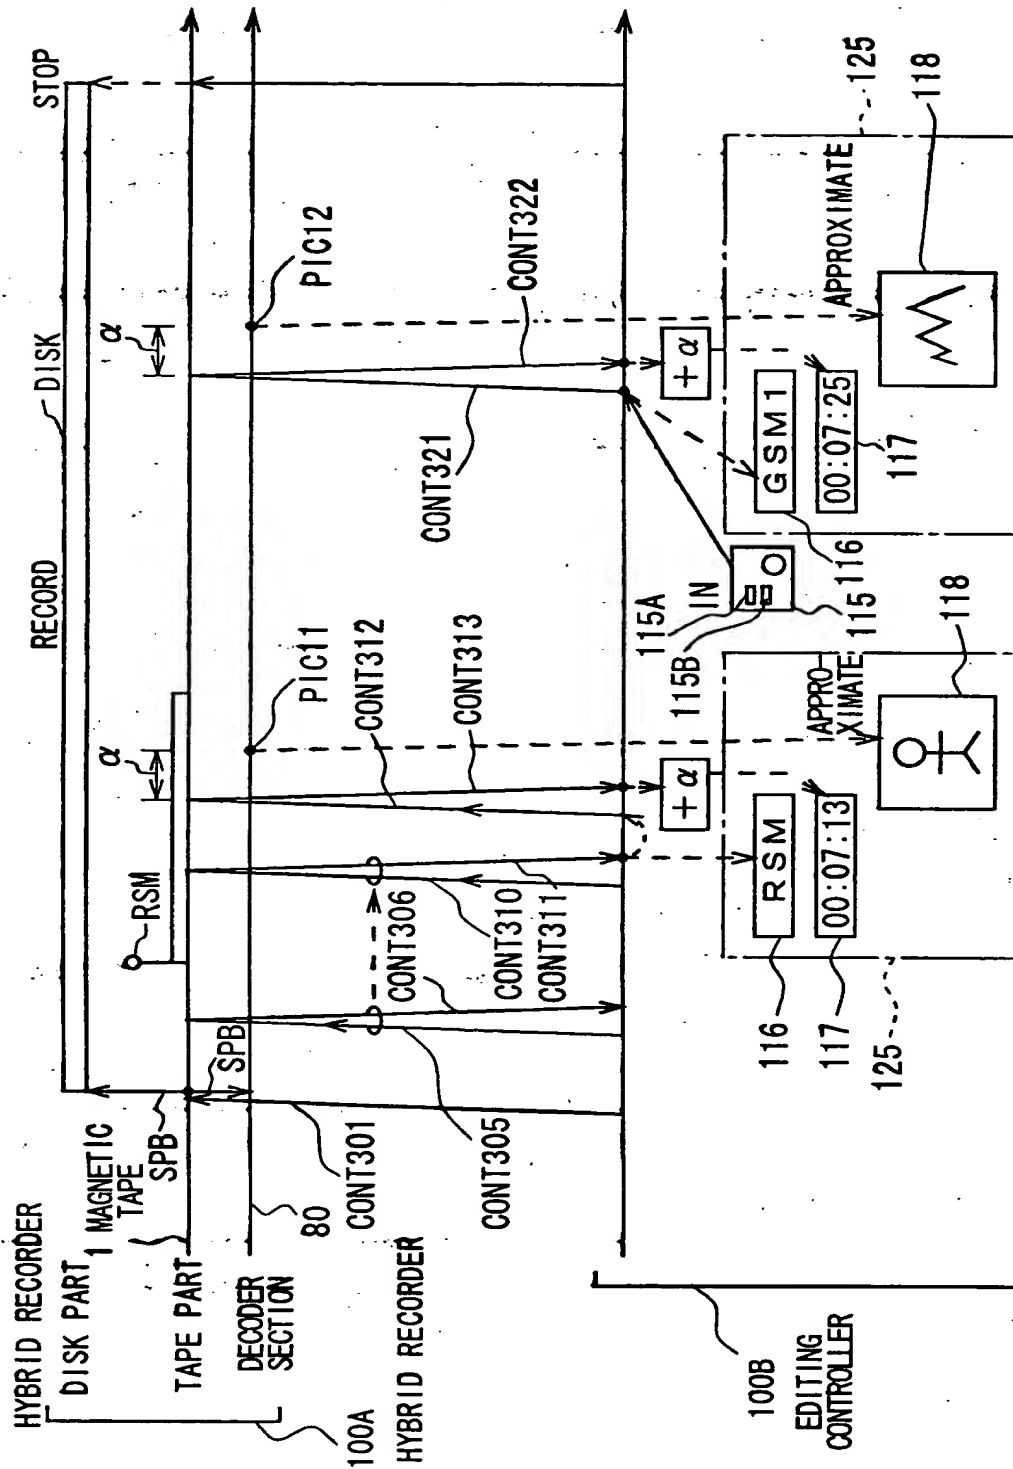 HYBRID RECORDER
DISK PART
1 MAGNETIC
TAPE
TAPE PART
DECODER
SECTION
100A
HYBRID RECORDER
RECORD
DISK
STOP
SPB
SPB
RSM
α
α
80
PIC11
PIC12
CONT301
CONT305
CONT306
CONT310
CONT311
CONT312
CONT313
CONT321
CONT322
100B
EDITING
CONTROLLER
+α
+α
115A
115B
IN
115
RSM
00:07:13
116
117
125
APPRO
XIMATE
118
GSM1
00:07:25
116
117
APPROXIMATE
125
118